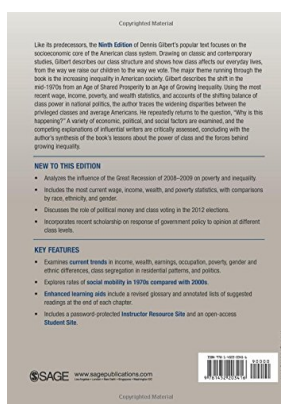 Copyrighted Material
Like its predecessors, the Ninth Edition of Dennis Gilbert's popular text focuses on the
socioeconomic core of the American class system. Drawing on classic and contemporary
studies, Gilbert describes our class structure and shows how class affects our everyday lives,
from the way we raise our children to the way we vote. The major theme running through the
book is the increasing inequality in American society. Gilbert describes the shift in the
mid-1970s from an Age of Shared Prosperity to an Age of Growing Inequality. Using the most
recent wage, income, poverty, and wealth statistics, and accounts of the shifting balance of
class power in national politics, the author traces the widening disparities between the
privileged classes and average Americans. He repeatedly returns to the question, "Why is this
happening?" A variety of economic, political, and social factors are examined, and the
competing explanations of influential writers are critically assessed, concluding with the
author's synthesis of the book's lessons about the power of class and the forces behind
growing inequality.
NEW TO THIS EDITION
• Analyzes the influence of the Great Recession of 2008–2009 on poverty and inequality.
• Includes the most current wage, income, wealth, and poverty statistics, with comparisons
by race, ethnicity, and gender.
• Discusses the role of political money and class voting in the 2012 elections.
• Incorporates recent scholarship on response of government policy to opinion at different
class levels.
KEY FEATURES
• Examines current trends in income, wealth, earnings, occupation, poverty, gender and
ethnic differences, class segregation in residential patterns, and politics.
• Explores rates of social mobility in 1970s compared with 2000s.
• Enhanced learning aids include a revised glossary and annotated lists of suggested
readings at the end of each chapter.
• Includes a password-protected Instructor Resource Site and an open-access
Student Site.
SAGE www.sagepublications.com
90000
Copyrighted Material